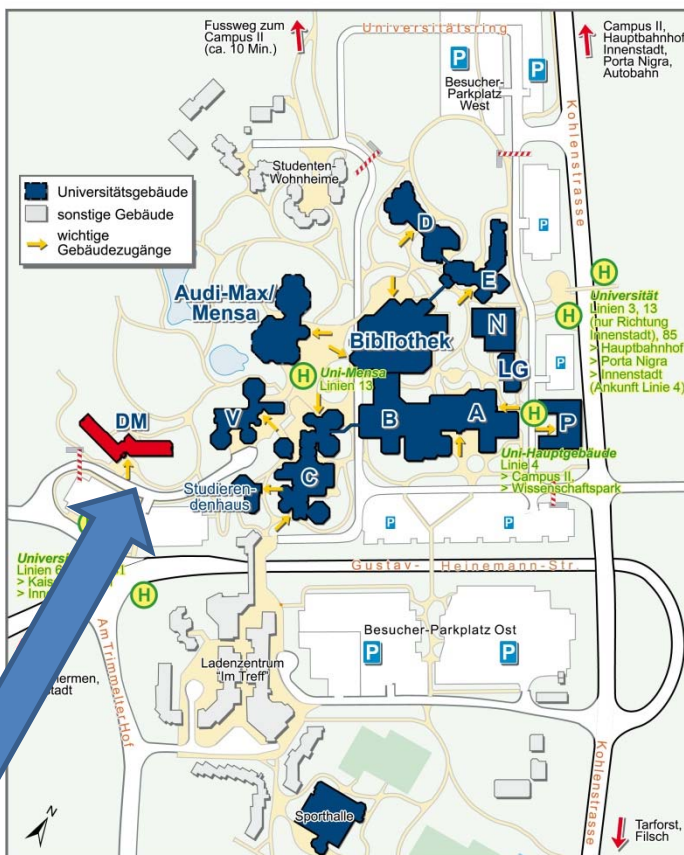 Fussweg zum
Campus II
(ca. 10 Min.)
Universitätsring
Campus II,
Hauptbahnhof
Innenstadt,
Porta Nigra,
Autobahn
P
Besucher-
Parkplatz
West
P
Kohlenstrasse
Universitätsgebäude
sonstige Gebäude
wichtige
Gebäudezugänge
Studenten-
Wohnheime
P
D
E
H
Audi-Max/
Mensa
Bibliothek
N
H
Universität
Linien 3, 13
(nur Richtung
Innenstadt), 85
> Hauptbahnhof
> Porta Nigra
> Innenstadt
(Ankunft Linie 4)
P
H
Uni-Mensa
Linien 13
LG
DM
V
B
A
H
P
C
Uni-Hauptgebäude
Linie 4
> Campus II
> Wissenschaftspark
Studieren-
denhaus
P
P
P
P
H
Linien
Gustav-Heinemann-Str.
Am Trimmelter Hof
Besucher-Parkplatz Ost
P
P
Ladenzentrum
"Im Treff"
Kohlenstrasse
N
Sporthalle
Tarforst,
Filsch